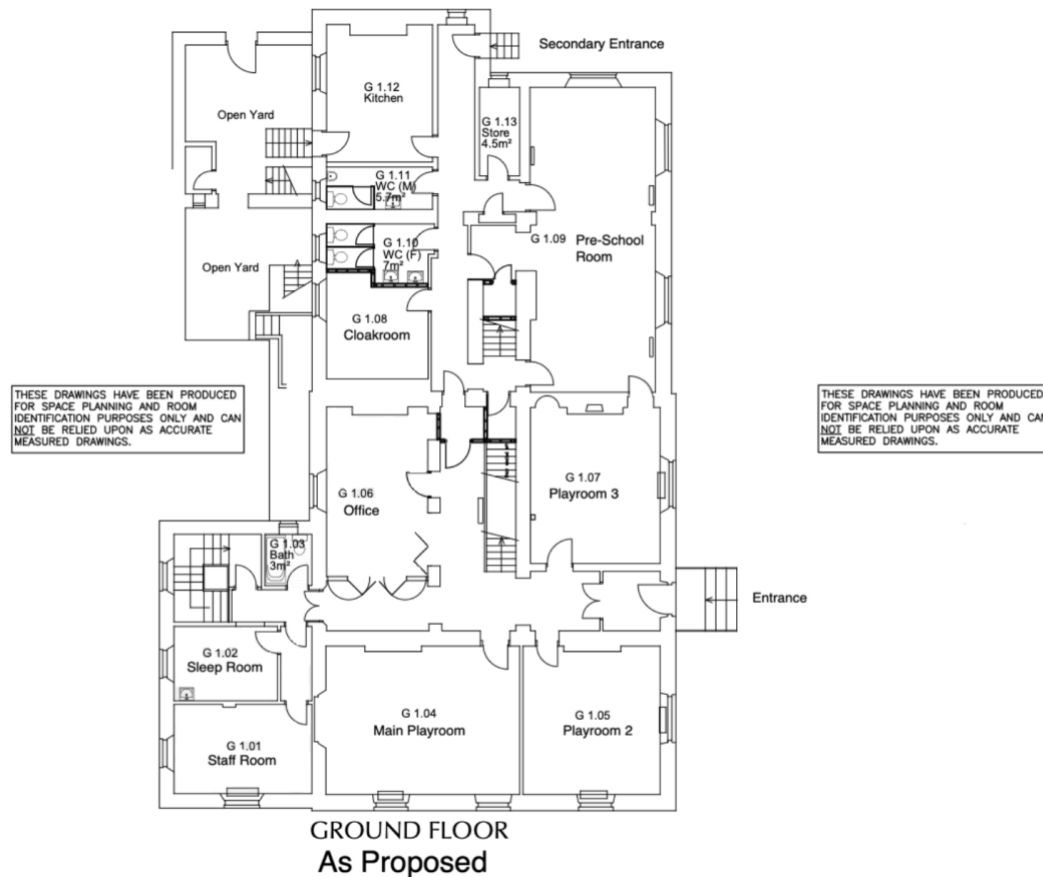 Secondary Entrance
G 1.12
Kitchen
Open Yard
G 1.13
Store
4.5m²
G 1.11
WC (M)
5.7m²
G 1.10
WC (F)
7m²
G 1.09 Pre-School
Room
Open Yard
G 1.08
Cloakroom
THESE DRAWINGS HAVE BEEN PRODUCED
FOR SPACE PLANNING AND ROOM
IDENTIFICATION PURPOSES ONLY AND CAN
NOT BE RELIED UPON AS ACCURATE
MEASURED DRAWINGS.
THESE DRAWINGS HAVE BEEN PRODUCED
FOR SPACE PLANNING AND ROOM
IDENTIFICATION PURPOSES ONLY AND CAN
NOT BE RELIED UPON AS ACCURATE
MEASURED DRAWINGS.
G 1.06
Office
G 1.07
Playroom 3
G 1.03
Bath
3m²
Entrance
G 1.02
Sleep Room
G 1.04
Main Playroom
G 1.05
Playroom 2
G 1.01
Staff Room
GROUND FLOOR
As Proposed